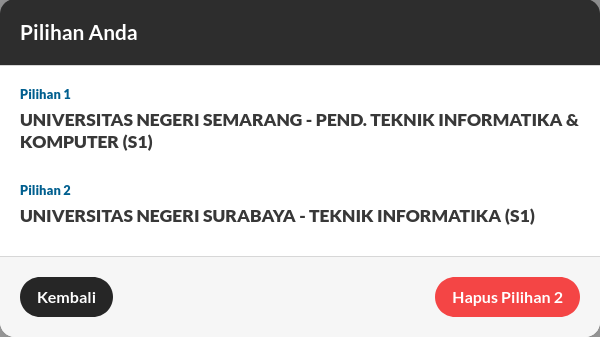 Pilihan Anda
Pilihan 1
UNIVERSITAS NEGERI SEMARANG - PEND. TEKNIK INFORMATIKA &
KOMPUTER (S1)
Pilihan 2
UNIVERSITAS NEGERI SURABAYA - TEKNIK INFORMATIKA (S1)
Kembali
Hapus Pilihan 2